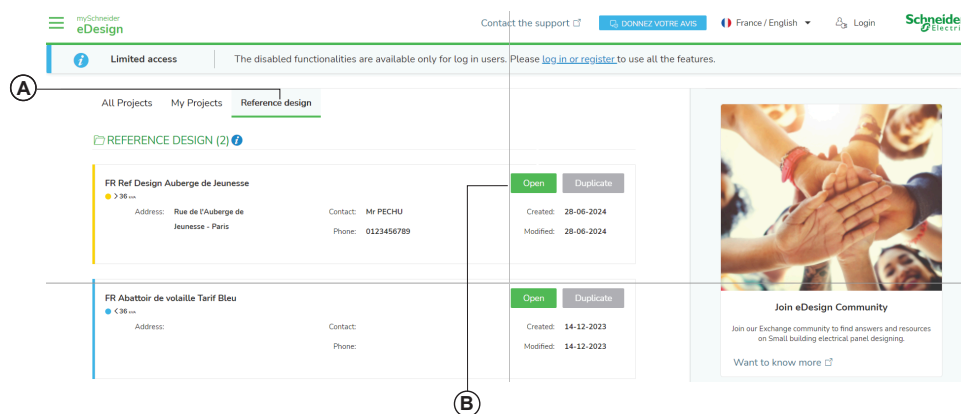 mySchneider
eDesign
Contact the support
DONNEZ VOTRE AVIS
France / English
Login
Schneider
Electric
i
Limited access
The disabled functionalities are available only for log in users. Please log in or register to use all the features.
A
All Projects
My Projects
Reference design
REFERENCE DESIGN (2) i
FR Ref Design Auberge de Jeunesse
Open
Duplicate
> 36 kVA
Address: Rue de l'Auberge de
Jeunesse - Paris
Contact: Mr PECHU
Created: 28-06-2024
Phone: 0123456789
Modified: 28-06-2024
FR Abattoir de volaille Tarif Bleu
Open
Duplicate
< 36 kVA
Address:
Contact:
Created: 14-12-2023
Phone:
Modified: 14-12-2023
Join eDesign Community
Join our Exchange community to find answers and resources
on Small building electrical panel designing.
Want to know more
B